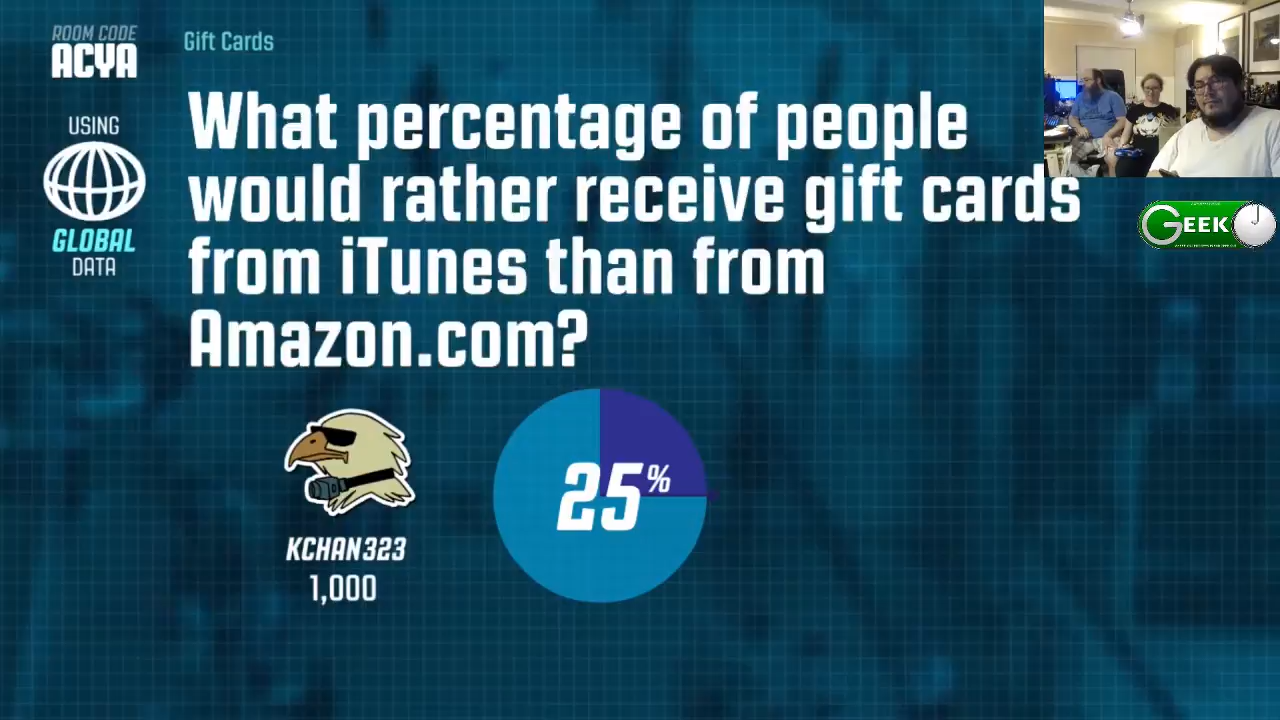 ROOM CODE
ACYA
Gift Cards
What percentage of people
would rather receive gift cards
from iTunes than from
Amazon.com?
USING
GLOBAL
DATA
GEEK
25%
KCHAN323
1,000